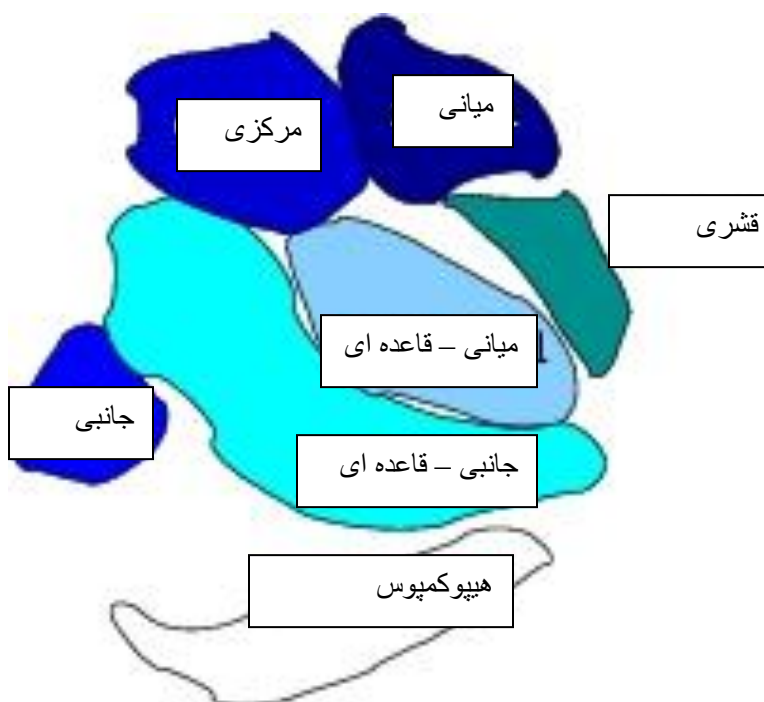 میانی
مرکزی
قشری
میانی – قاعده ای
جانبی
جانبی – قاعده ای
هیپوکمپوس